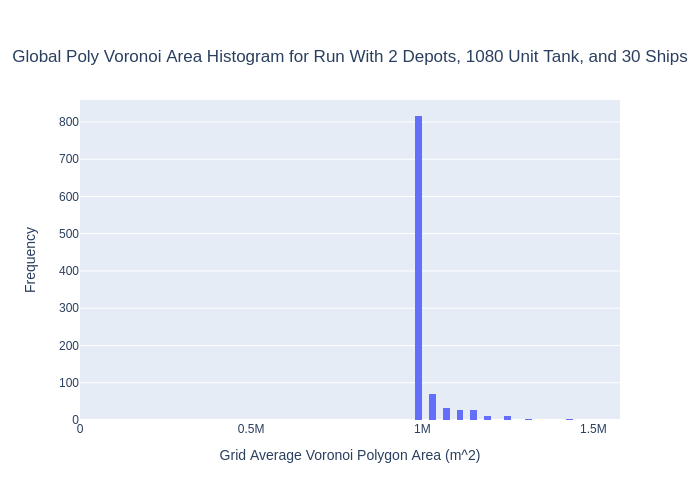 Global Poly Voronoi Area Histogram for Run With 2 Depots, 1080 Unit Tank, and 30 Ships
800
700
600
500
400
300
200
100
0
Frequency
0
0.5M
1M
1.5M
Grid Average Voronoi Polygon Area (m^2)